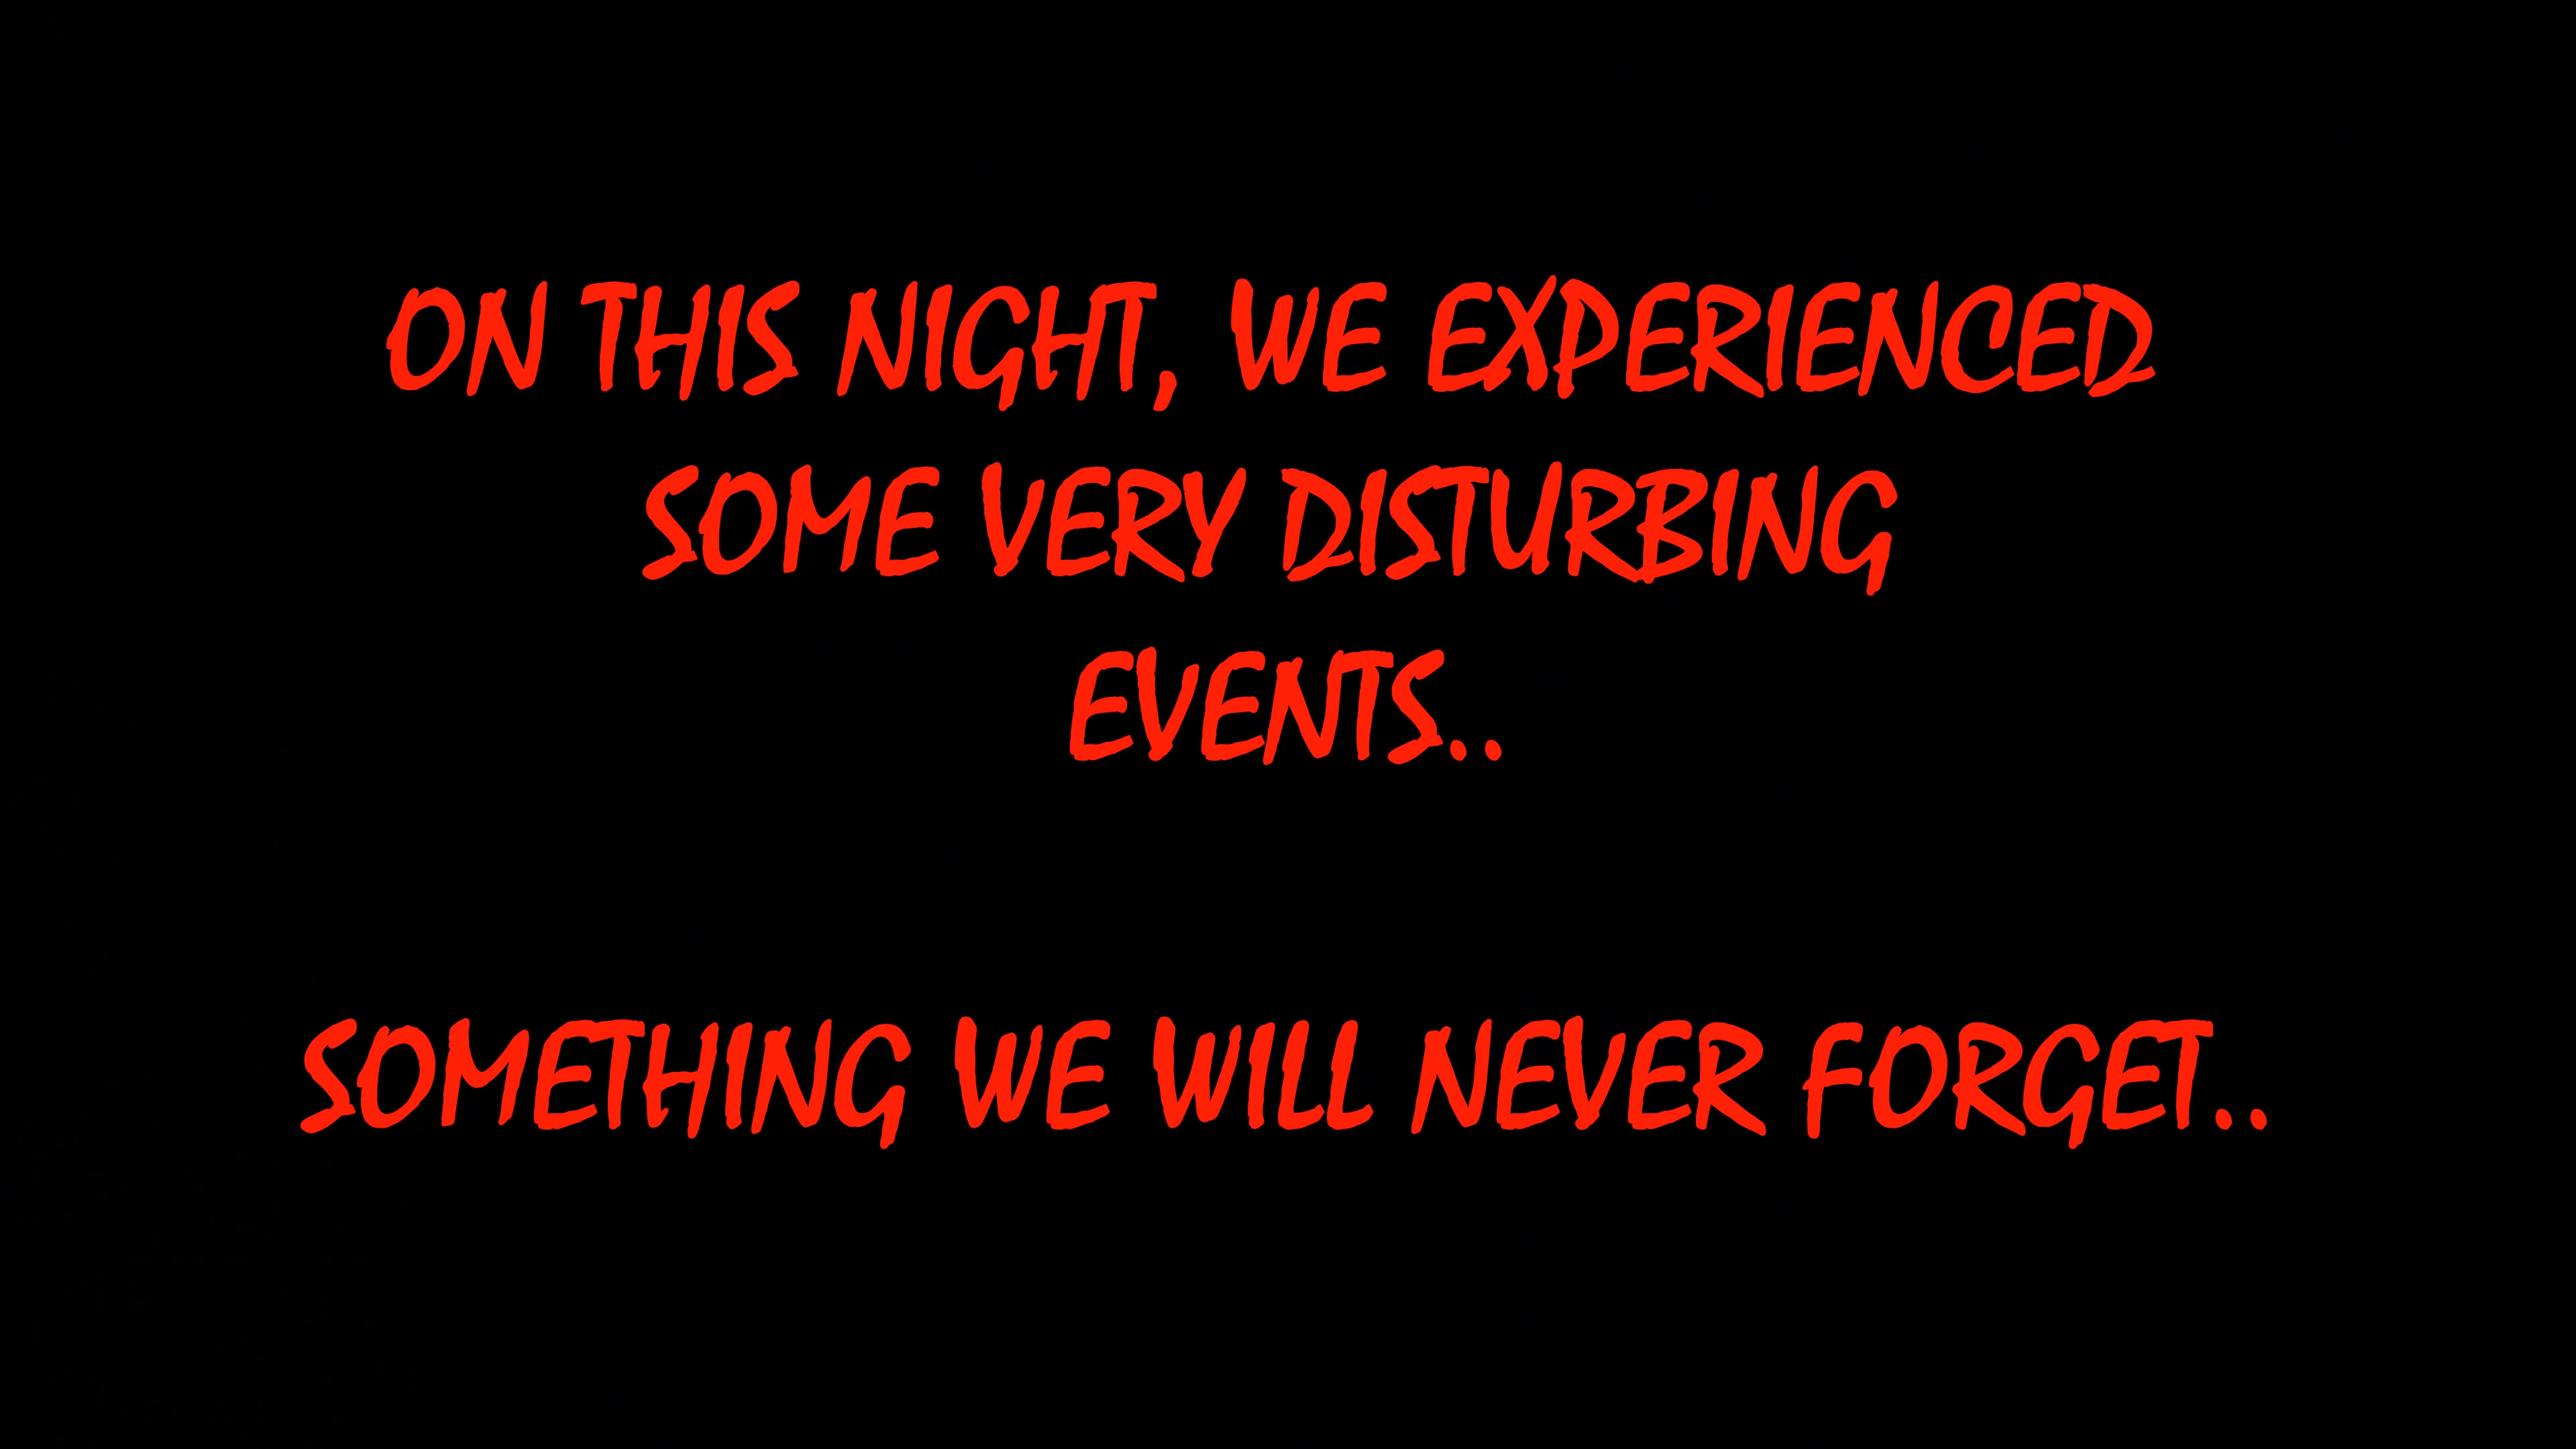 ON THIS NIGHT, WE EXPERIENCED
SOME VERY DISTURBING
EVENTS..
SOMETHING WE WILL NEVER FORGET..